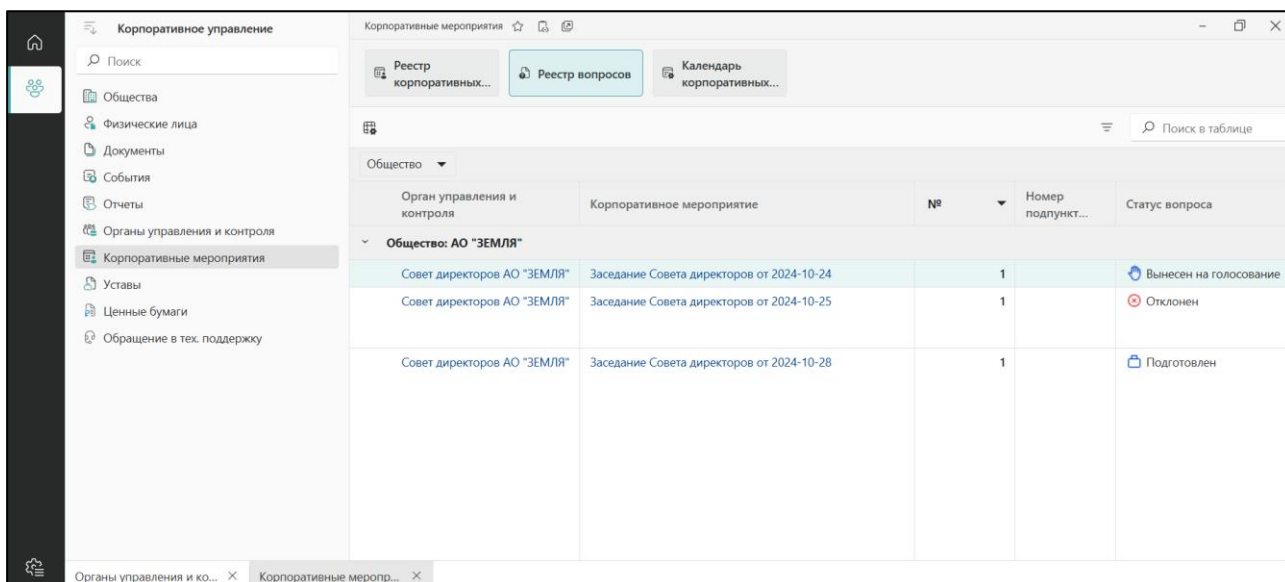 Корпоративное управление
Поиск
Общества
Физические лица
Документы
События
Отчеты
Органы управления и контроля
Корпоративные мероприятия
Уставы
Ценные бумаги
Обращение в тех. поддержку
Корпоративные мероприятия
Реестр
корпоративных...
Реестр вопросов
Календарь
корпоративных...
Поиск в таблице
Общество
Орган управления и
контроля
Корпоративное мероприятие
№
Номер
подпункт...
Статус вопроса
Общество: АО "ЗЕМЛЯ"
Совет директоров АО "ЗЕМЛЯ" Заседание Совета директоров от 2024-10-24 1 Вынесен на голосование
Совет директоров АО "ЗЕМЛЯ" Заседание Совета директоров от 2024-10-25 1 Отклонен
Совет директоров АО "ЗЕМЛЯ" Заседание Совета директоров от 2024-10-28 1 Подготовлен
Органы управления и ко... Корпоративные меропр...